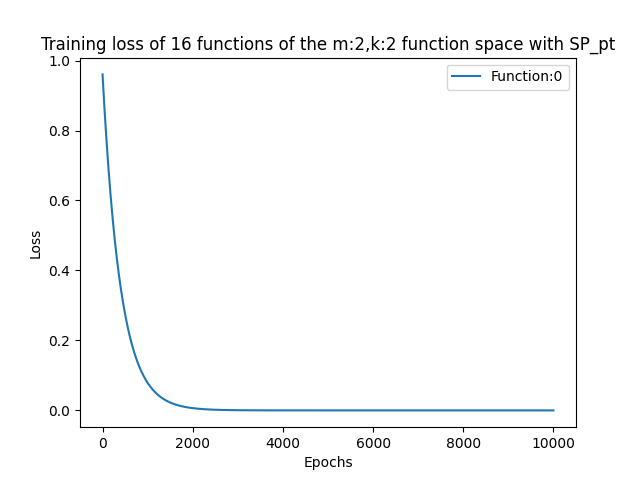 Training loss of 16 functions of the m:2,k:2 function space with SP_pt
Function:0
1.0
0.8
0.6
0.4
0.2
0.0
Loss
0 2000 4000 6000 8000 10000
Epochs